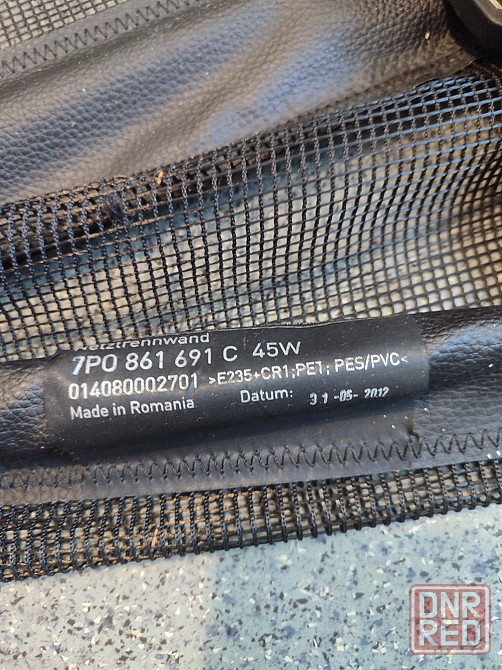 Netztrennwand
7P0 861 691 C 45W
014080002701 >E235+CR1;PET; PES/PVC<
Made in Romania Datum: 31 -05- 2012
DNR
RED